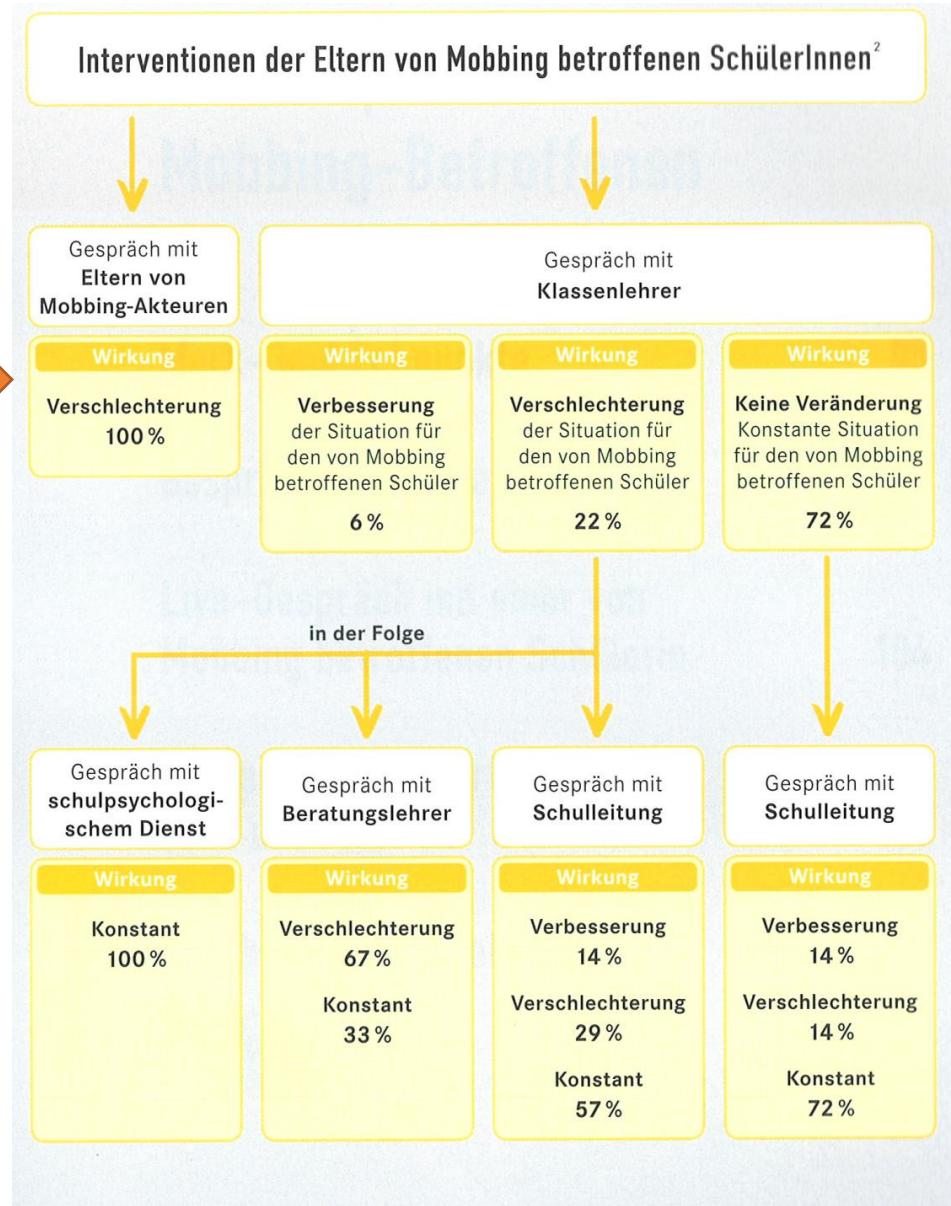 Interventionen der Eltern von Mobbing betroffenen SchülerInnen²
Mobbing-Betroffenen
Gespräch mit
Eltern von
Mobbing-Akteuren
Gespräch mit
Klassenlehrer
Wirkung
Verschlechterung
100 %
Wirkung
Verbesserung
der Situation für
den von Mobbing
betroffenen Schüler
6 %
Wirkung
Verschlechterung
der Situation für
den von Mobbing
betroffenen Schüler
22 %
Wirkung
Keine Veränderung
Konstante Situation
für den von Mobbing
betroffenen Schüler
72 %
in der Folge
Gespräch mit
schulpsychologi-
schem Dienst
Wirkung
Konstant
100 %
Gespräch mit
Beratungslehrer
Wirkung
Verschlechterung
67 %
Konstant
33 %
Gespräch mit
Schulleitung
Wirkung
Verbesserung
14 %
Verschlechterung
29 %
Konstant
57 %
Gespräch mit
Schulleitung
Wirkung
Verbesserung
14 %
Verschlechterung
14 %
Konstant
72 %